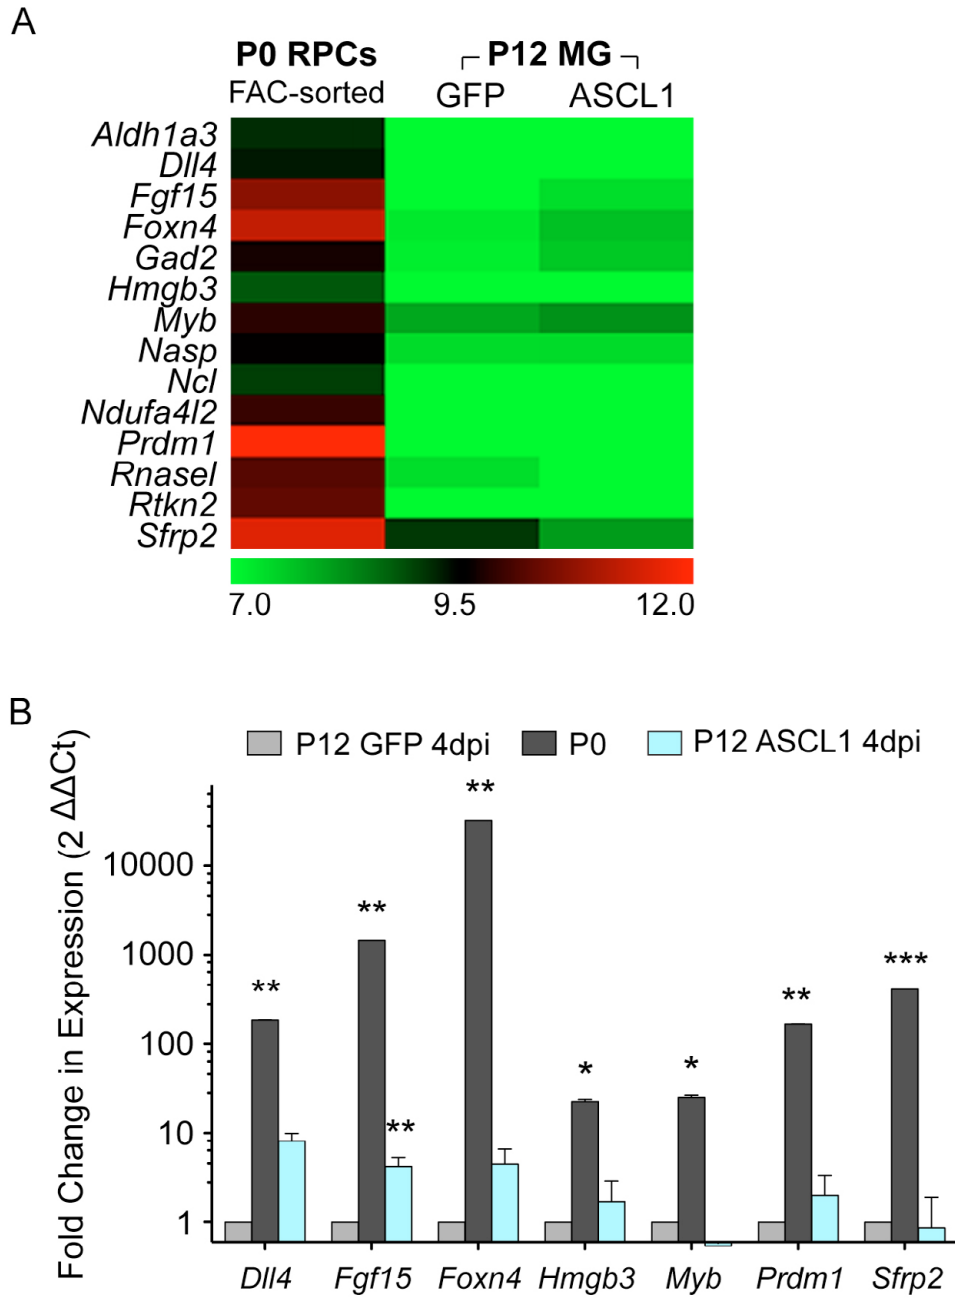 A
P0 RPCs P12 MG
FAC-sorted GFP ASCL1
Aldh1a3
Dll4
Fgf15
Foxn4
Gad2
Hmgb3
Myb
Nasp
Ncl
Ndufa4l2
Prdm1
Rnasel
Rtkn2
Sfrp2
7.0 9.5 12.0
B
P12 GFP 4dpi P0 P12 ASCL1 4dpi
Fold Change in Expression (2 ΔΔCt)
10000
1000
100
10
1
** ** ** * * ** ***
**
Dll4 Fgf15 Foxn4 Hmgb3 Myb Prdm1 Sfrp2